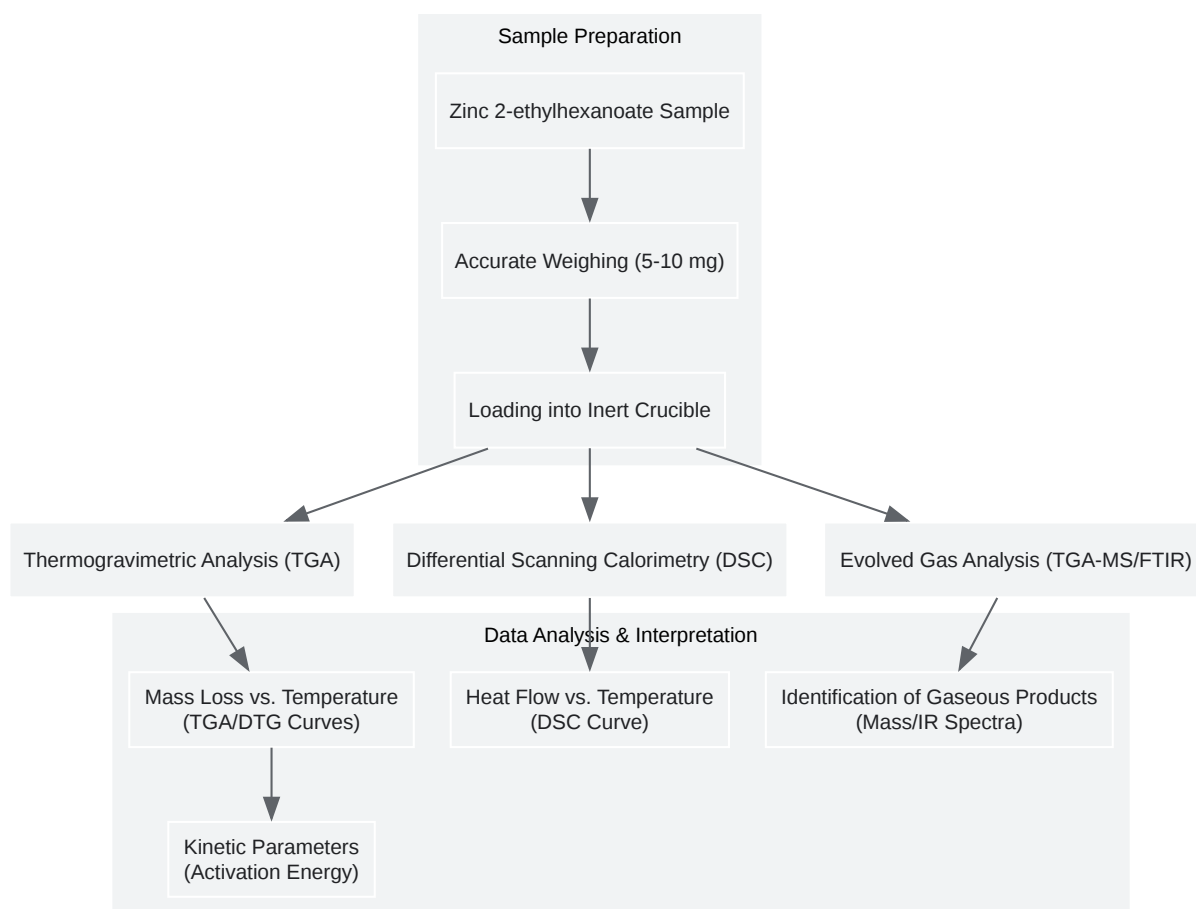 Sample Preparation
Zinc 2-ethylhexanoate Sample
Accurate Weighing (5-10 mg)
Loading into Inert Crucible
Thermogravimetric Analysis (TGA)
Differential Scanning Calorimetry (DSC)
Evolved Gas Analysis (TGA-MS/FTIR)
Data Analysis & Interpretation
Mass Loss vs. Temperature
(TGA/DTG Curves)
Heat Flow vs. Temperature
(DSC Curve)
Identification of Gaseous Products
(Mass/IR Spectra)
Kinetic Parameters
(Activation Energy)